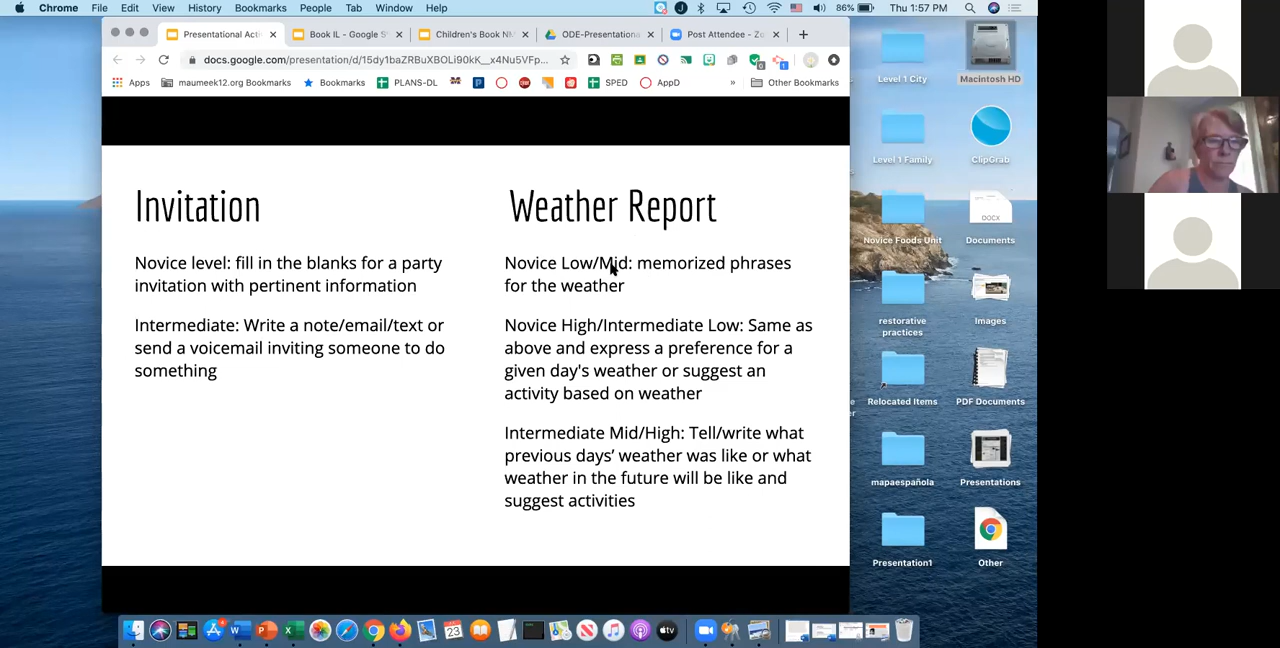 Chrome File Edit View History Bookmarks People Tab Window Help
86% Thu 1:57 PM
Presentational Acti
Book IL - Google S
Children's Book NM
ODE-Presentationa
Post Attendee - Zo
docs.google.com/presentation/d/15dy1baZRBuXBOLi90kK__x4Nu5VF...
Apps
maumeek12.org Bookmarks
Bookmarks
PLANS-DL
SPED
AppD
»
Other Bookmarks
Invitation
Novice level: fill in the blanks for a party
invitation with pertinent information
Intermediate: Write a note/email/text or
send a voicemail inviting someone to do
something
Weather Report
Novice Low/Mid: memorized phrases
for the weather
Novice High/Intermediate Low: Same as
above and express a preference for a
given day's weather or suggest an
activity based on weather
Intermediate Mid/High: Tell/write what
previous days’ weather was like or what
weather in the future will be like and
suggest activities
Level 1 City
Macintosh HD
Level 1 Family
ClipGrab
DOCX
Novice Foods Unit
Documents
restorative
practices
Images
Relocated Items
PDF Documents
mapaespañola
Presentations
Presentation1
Other
23
tv